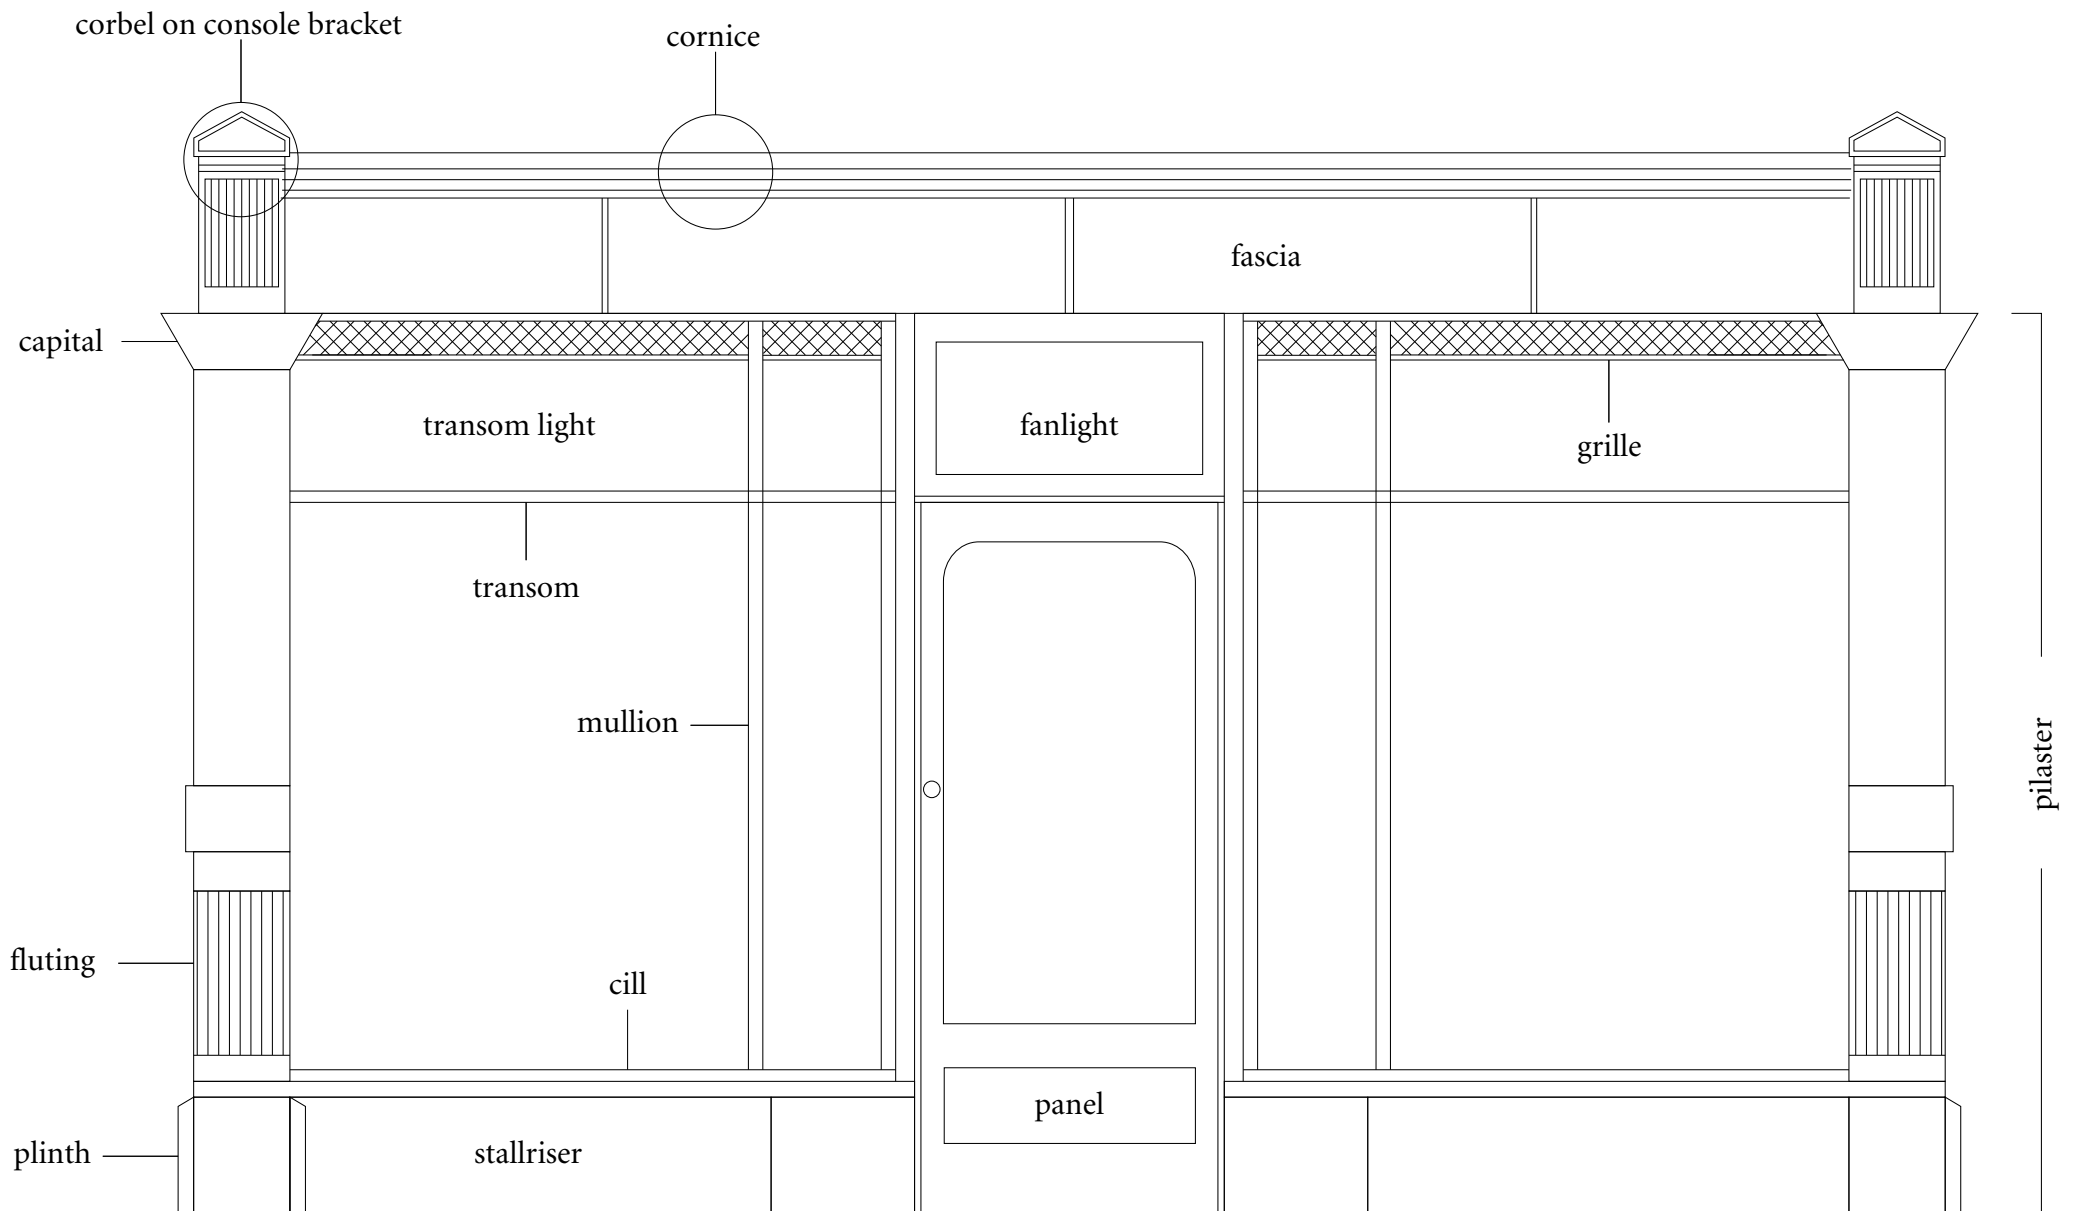 corbel on console bracket
cornice
fascia
capital
transom light
fanlight
grille
transom
mullion
pilaster
fluting
cill
panel
plinth
stallriser